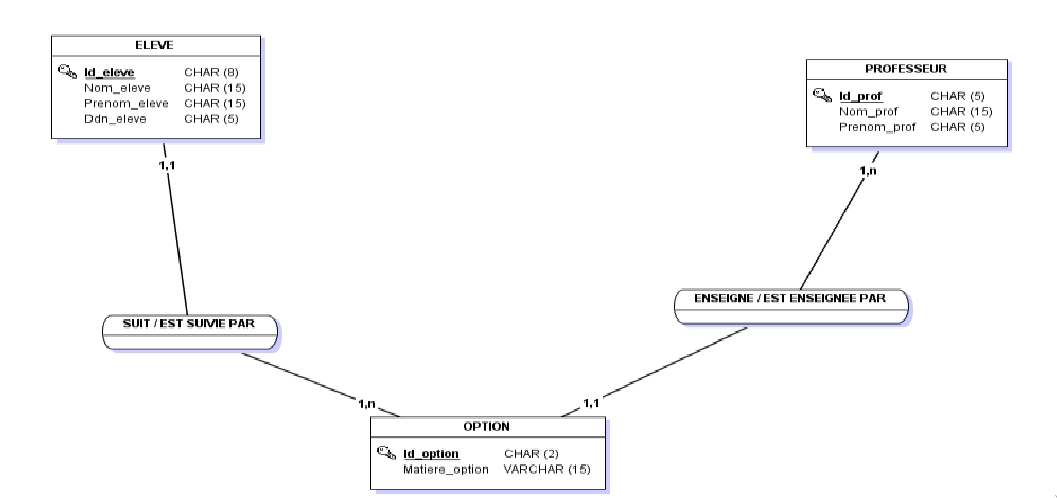 ELEVE
Id_eleve CHAR (8)
Nom_eleve CHAR (15)
Prenom_eleve CHAR (15)
Ddn_eleve CHAR (5)
PROFESSEUR
Id_prof CHAR (5)
Nom_prof CHAR (15)
Prenom_prof CHAR (5)
1,1
1,n
ENSEIGNE / EST ENSEIGNEE PAR
SUIT / EST SUIVIE PAR
1,n
1,1
OPTION
Id_option CHAR (2)
Matiere_option VARCHAR (15)